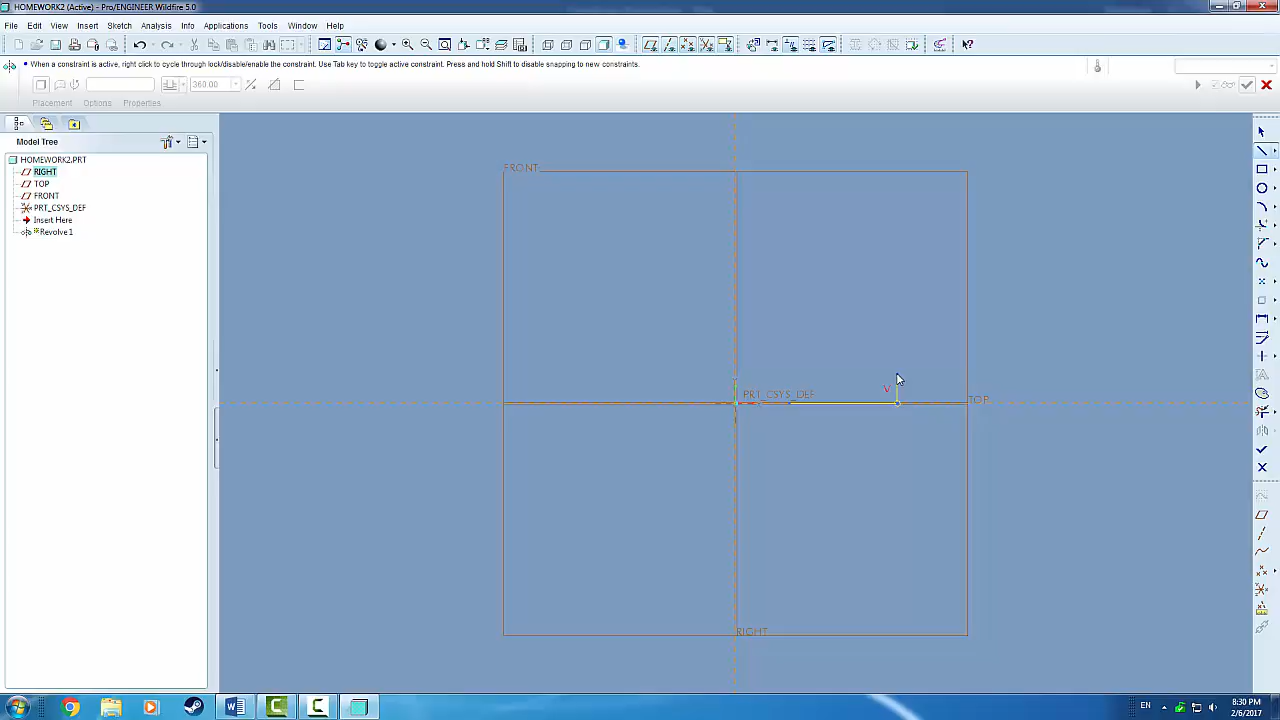 HOMEWORK2 (Active) - Pro/ENGINEER Wildfire 5.0
File Edit View Insert Sketch Analysis Info Applications Tools Window Help
When a constraint is active, right click to cycle through lock/disable/enable the constraint. Use Tab key to toggle active constraint. Press and hold Shift to disable snapping to new constraints.
360.00
Placement Options Properties
Model Tree
HOMEWORK2.PRT
RIGHT
TOP
FRONT
PRT_CSYS_DEF
Insert Here
Revolve 1
FRONT
V
PRT_CSYS_DEF
TOP
RIGHT
EN
8:30 PM
2/6/2017